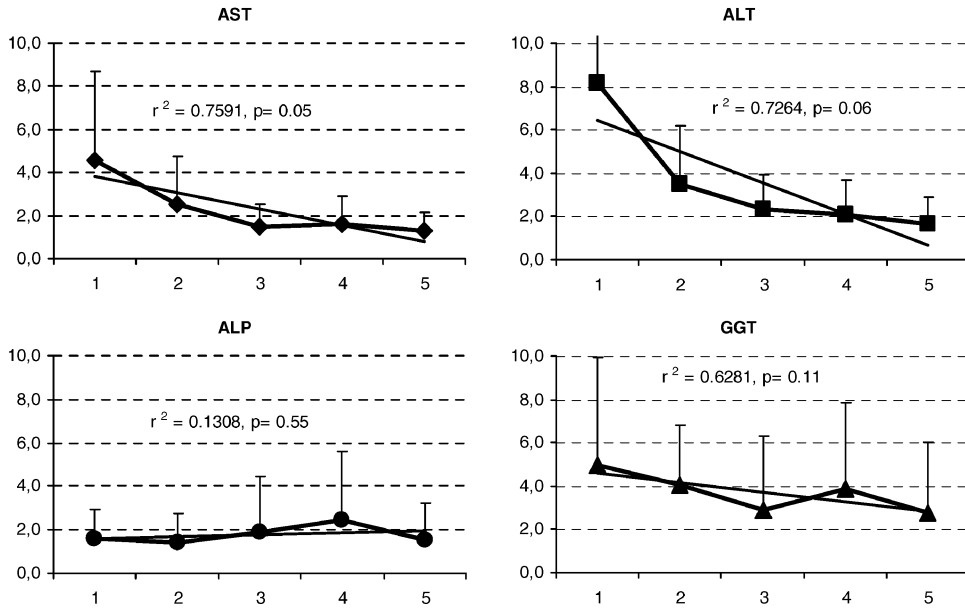 AST
10,0
8,0
6,0
4,0
2,0
0,0
r 2 = 0.7591, p= 0.05
1 2 3 4 5
ALT
10,0
8,0
6,0
4,0
2,0
0,0
r 2 = 0.7264, p= 0.06
1 2 3 4 5
ALP
10,0
8,0
6,0
4,0
2,0
0,0
r 2 = 0.1308, p= 0.55
1 2 3 4 5
GGT
10,0
8,0
6,0
4,0
2,0
0,0
r 2 = 0.6281, p= 0.11
1 2 3 4 5